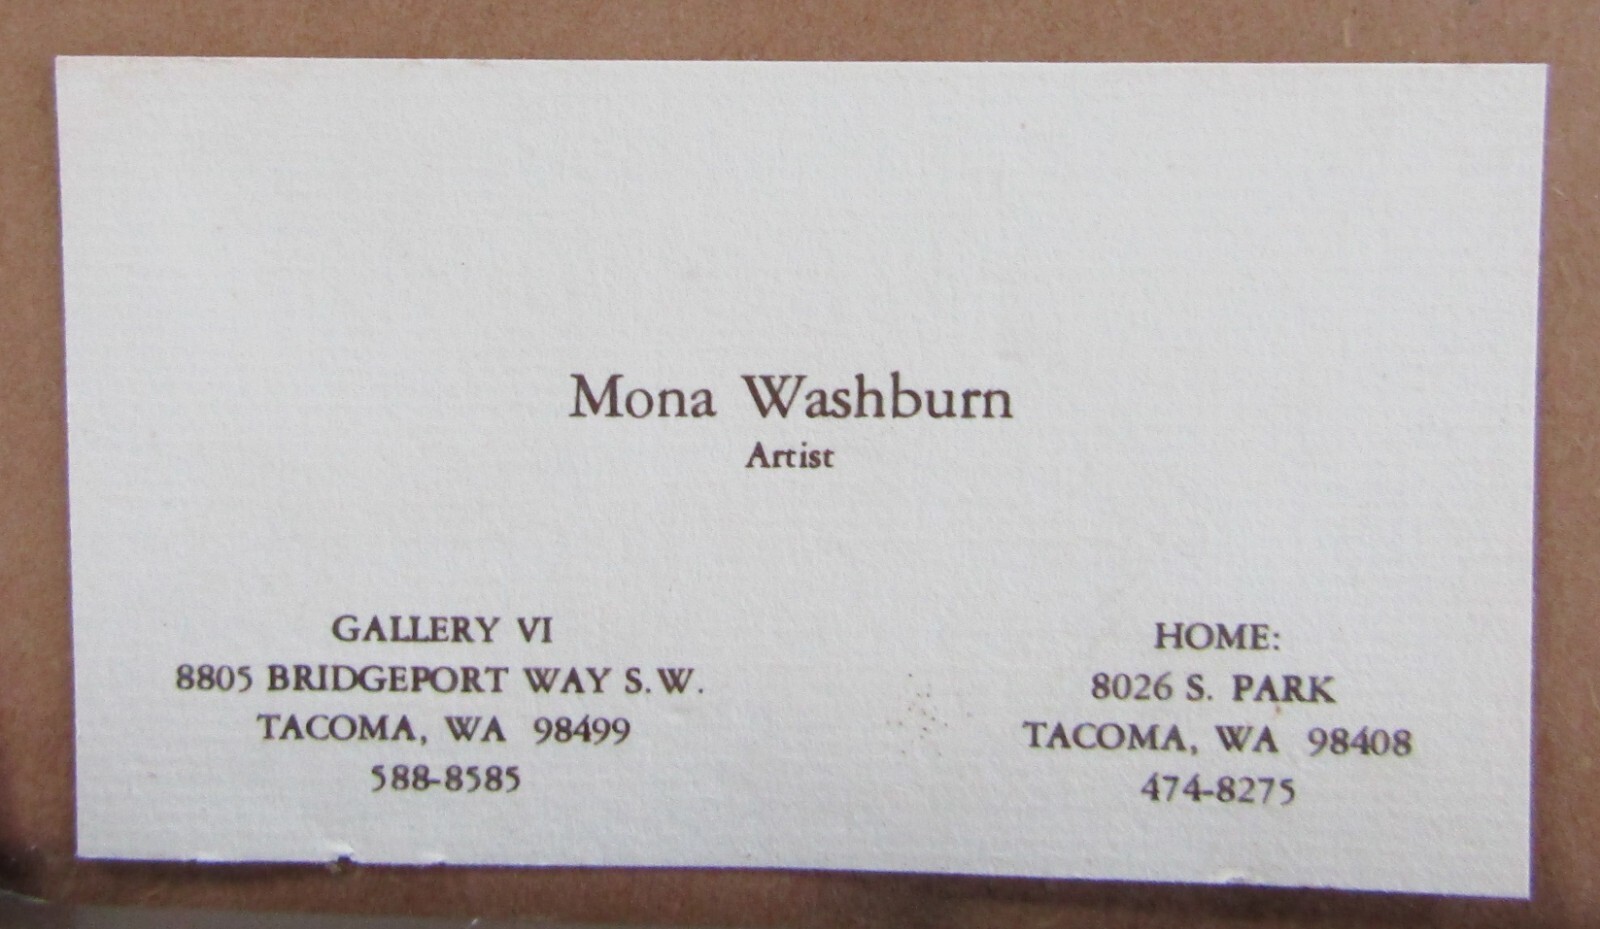 Mona Washburn
Artist
GALLERY VI
8805 BRIDGEPORT WAY S.W.
TACOMA, WA 98499
588-8585
HOME:
8026 S. PARK
TACOMA, WA 98408
474-8275